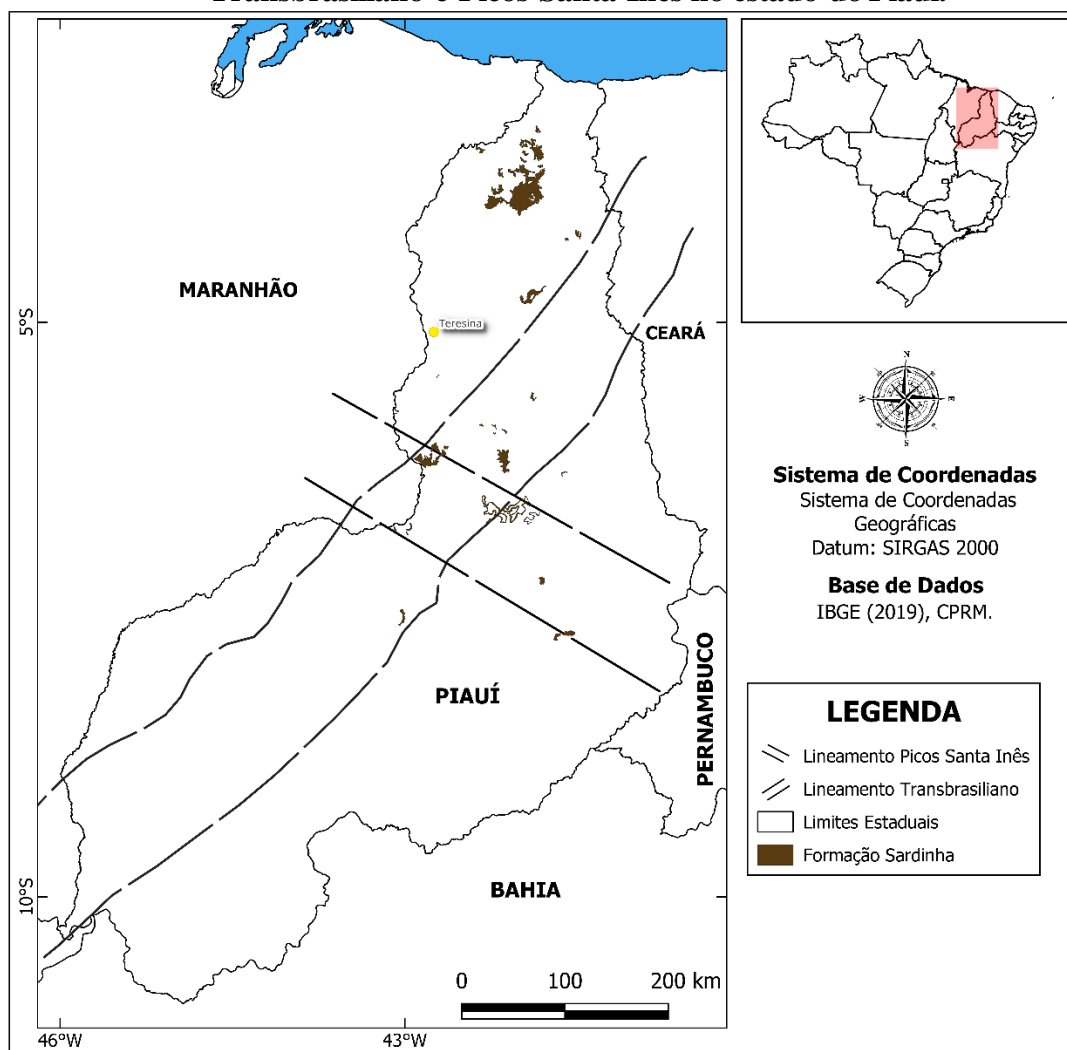 Transbrasiliano e Picos Santa Inês no estado do Piauí.
MARANHÃO
5°S
Teresina
CEARÁ
PIAUÍ
PERNAMBUCO
BAHIA
10°S
0 100 200 km
46°W 43°W
N
W E
S
Sistema de Coordenadas
Sistema de Coordenadas
Geográficas
Datum: SIRGAS 2000
Base de Dados
IBGE (2019), CPRM.
LEGENDA
Lineamento Picos Santa Inês
Lineamento Transbrasiliano
Limites Estaduais
Formação Sardinha